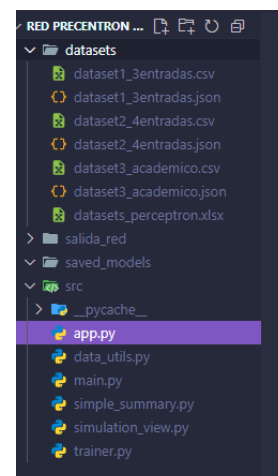 RED PRECENTRON ...
datasets
dataset1_3entradas.csv
dataset1_3entradas.json
dataset2_4entradas.csv
dataset2_4entradas.json
dataset3_academico.csv
dataset3_academico.json
datasets_perceptron.xlsx
salida_red
saved_models
src
__pycache__
app.py
data_utils.py
main.py
simple_summary.py
simulation_view.py
trainer.py